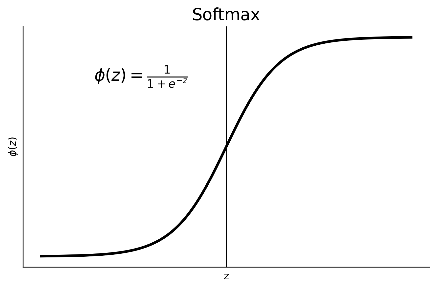 Softmax
ϕ(z) = 1/(1+e^{-z})
ϕ(z)
z